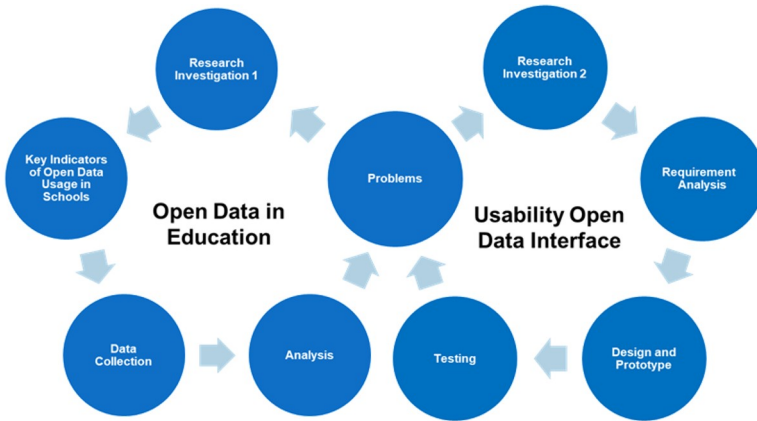 Research
Investigation 1
Research
Investigation 2
Key Indicators
of Open Data
Usage in
Schools
Problems
Requirement
Analysis
Open Data in
Education
Usability Open
Data Interface
Data
Collection
Analysis
Testing
Design and
Prototype